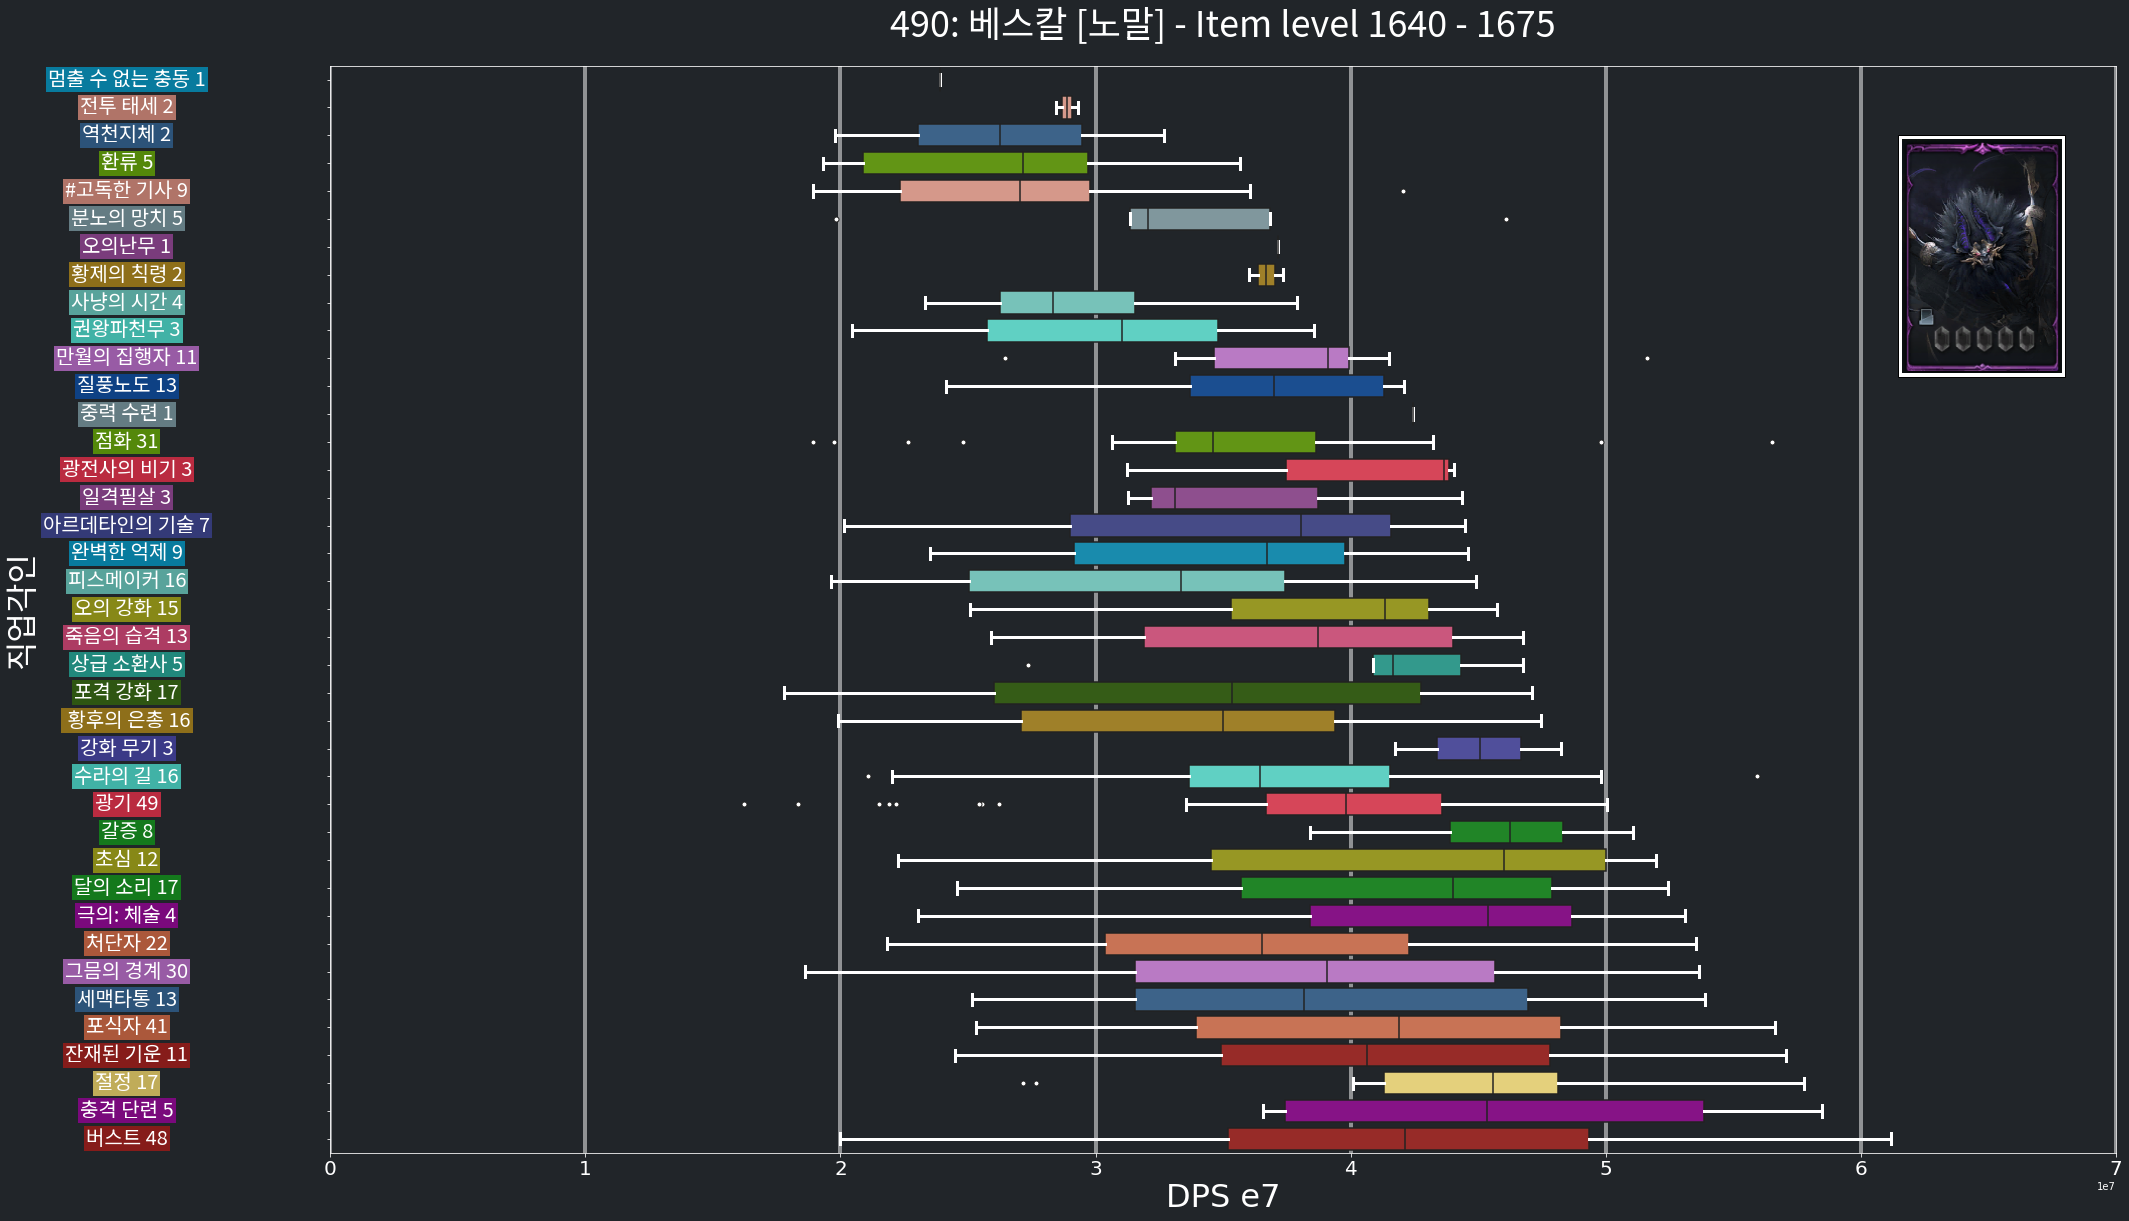 490: 베스칼 [노말] - Item level 1640 - 1675
멈출 수 없는 충동 1
전투 태세 2
역천지체 2
환류 5
#고독한 기사 9
분노의 망치 5
오의난무 1
황제의 칙령 2
사냥의 시간 4
권왕파천무 3
만월의 집행자 11
질풍노도 13
중력 수련 1
점화 31
광전사의 비기 3
일격필살 3
아르데타인의 기술 7
완벽한 억제 9
피스메이커 16
오의 강화 15
죽음의 습격 13
상급 소환사 5
포격 강화 17
황후의 은총 16
강화 무기 3
수라의 길 16
광기 49
갈증 8
초심 12
달의 소리 17
극의: 체술 4
처단자 22
그믐의 경계 30
세맥타통 13
포식자 41
잔재된 기운 11
절정 17
충격 단련 5
버스트 48
직업각인
0 1 2 3 4 5 6 7
1e7
DPS e7